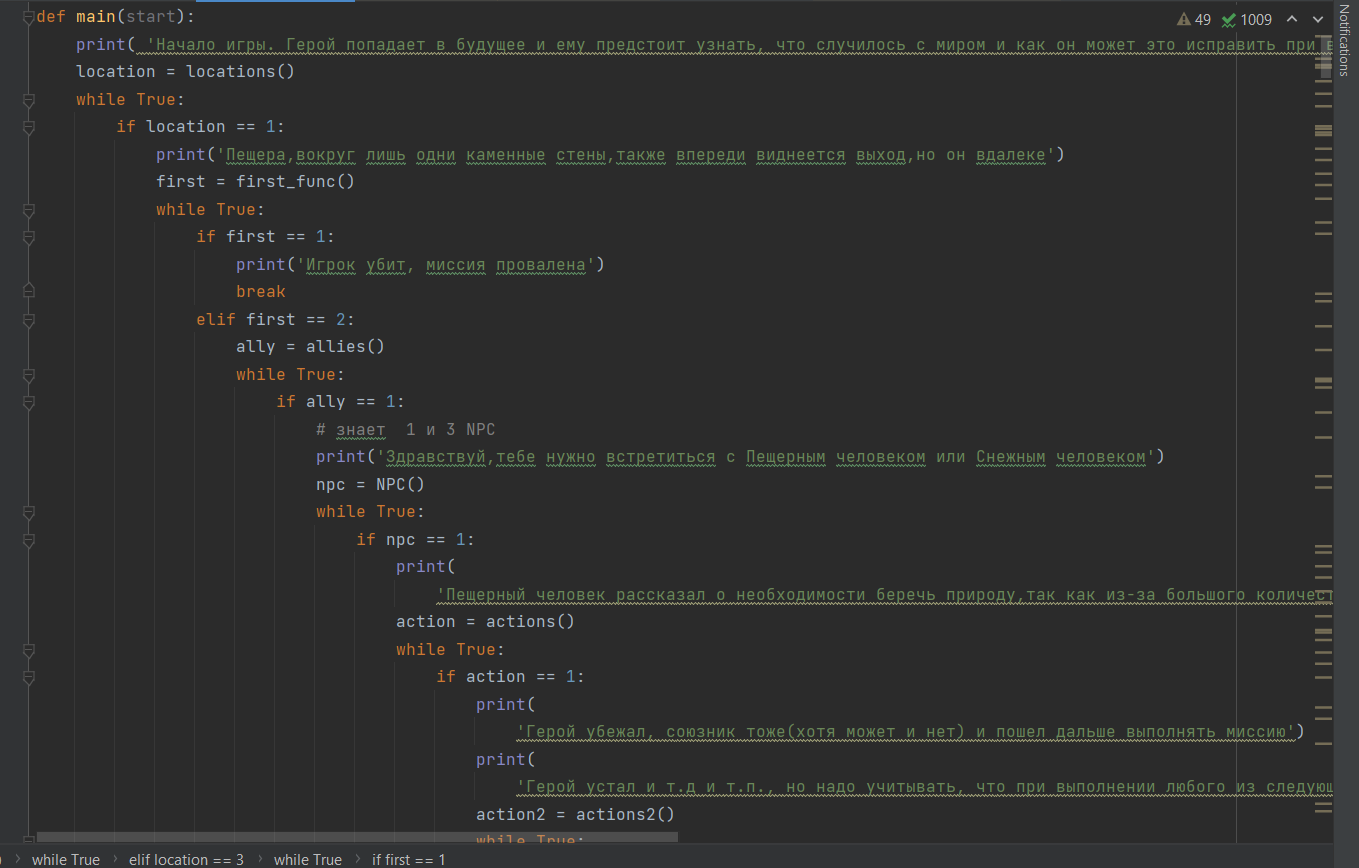 def main(start):
49 1009
Notifications
print( 'Начало игры. Герой попадает в будущее и ему предстоит узнать, что случилось с миром и как он может это исправить при
location = locations()
while True:
if location == 1:
print('Пещера,вокруг лишь одни каменные стены,также впереди виднеется выход,но он вдалеке')
first = first_func()
while True:
if first == 1:
print('Игрок убит, миссия провалена')
break
elif first == 2:
ally = allies()
while True:
if ally == 1:
# знает  1 и 3 NPC
print('Здравствуй,тебе нужно встретиться с Пещерным человеком или Снежным человеком')
npc = NPC()
while True:
if npc == 1:
print(
'Пещерный человек рассказал о необходимости беречь природу,так как из-за большого
action = actions()
while True:
if action == 1:
print(
'Герой убежал, союзник тоже(хотя может и нет) и пошел дальше выполнять миссию')
print(
'Герой устал и т.д и т.п., но надо учитывать, что при выполнении любого из
action2 = actions2()
while True:
while True › elif location == 3 › while True › if first == 1